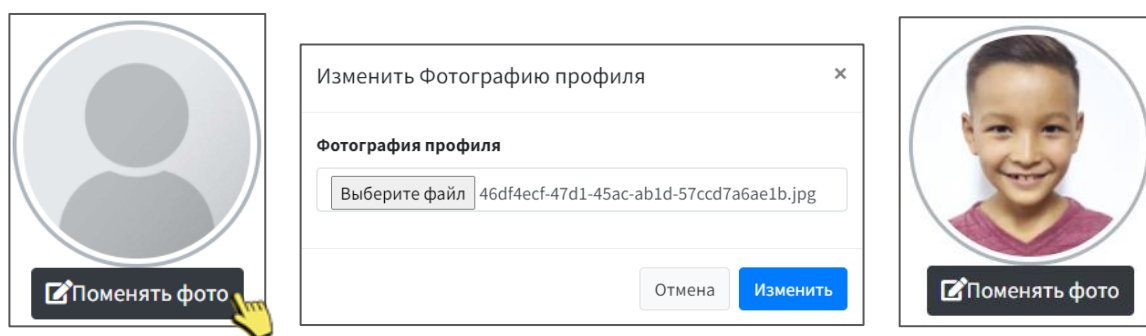 Поменять фото
Изменить Фотографию профиля ×
Фотография профиля
Выберите файл 46df4ecf-47d1-45ac-ab1d-57ccd7a6ae1b.jpg
Отмена Изменить
Поменять фото